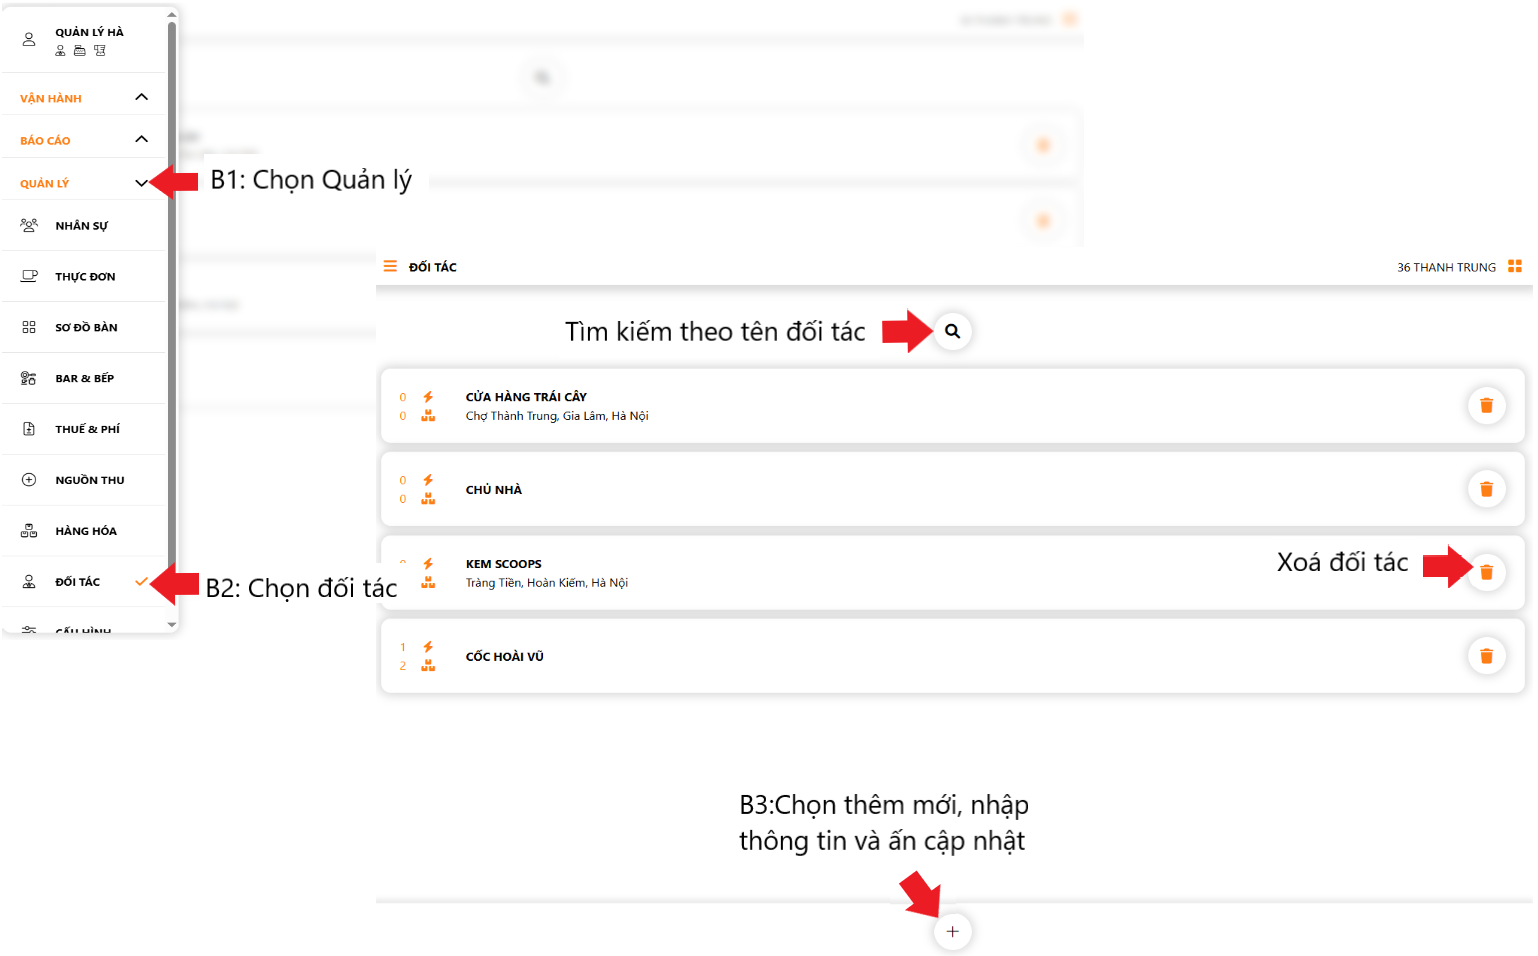 QUẢN LÝ HÀ
VẬN HÀNH
BÁO CÁO
QUẢN LÝ
B1: Chọn Quản lý
NHÂN SỰ
THỰC ĐƠN
SƠ ĐỒ BÀN
BAR & BẾP
THUẾ & PHÍ
NGUỒN THU
HÀNG HÓA
ĐỐI TÁC
B2: Chọn đối tác
CẤU HÌNH
ĐỐI TÁC
36 THANH TRUNG
Tìm kiếm theo tên đối tác
0
0
CỬA HÀNG TRÁI CÂY
Chợ Thành Trung, Gia Lâm, Hà Nội
0
0
CHỦ NHÀ
KEM SCOOPS
Tràng Tiền, Hoàn Kiếm, Hà Nội
Xoá đối tác
1
2
CỐC HOÀI VŨ
B3:Chọn thêm mới, nhập
thông tin và ấn cập nhật